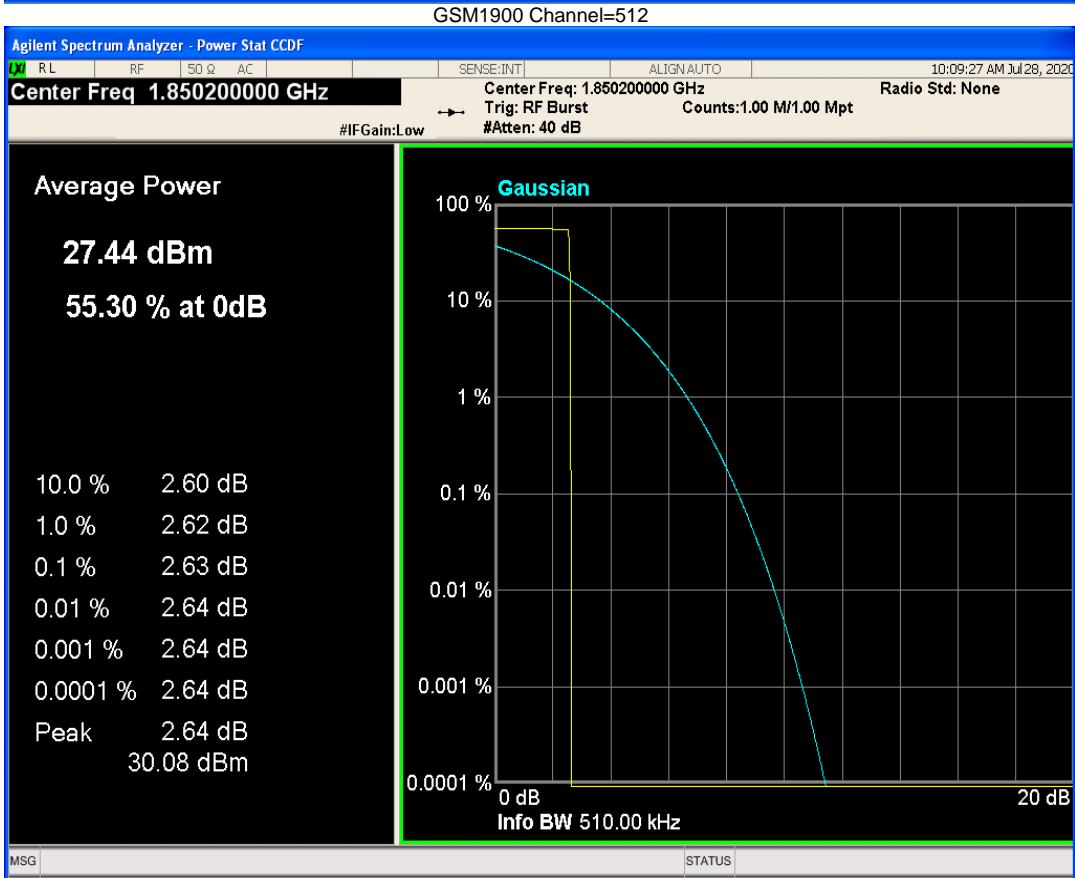 GSM1900 Channel=512
Agilent Spectrum Analyzer - Power Stat CCDF
LXI RL RF 50 Ω AC SENSE:INT ALIGN AUTO 10:09:27 AM Jul 28, 2020
Center Freq 1.850200000 GHz
Center Freq: 1.850200000 GHz Radio Std: None
Trig: RF Burst Counts:1.00 M/1.00 Mpt
#IFGain:Low #Atten: 40 dB
Average Power
27.44 dBm
55.30 % at 0dB
10.0 % 2.60 dB
1.0 % 2.62 dB
0.1 % 2.63 dB
0.01 % 2.64 dB
0.001 % 2.64 dB
0.0001 % 2.64 dB
Peak 2.64 dB
30.08 dBm
Gaussian
100 %
10 %
1 %
0.1 %
0.01 %
0.001 %
0.0001 %
0 dB 20 dB
Info BW 510.00 kHz
MSG STATUS